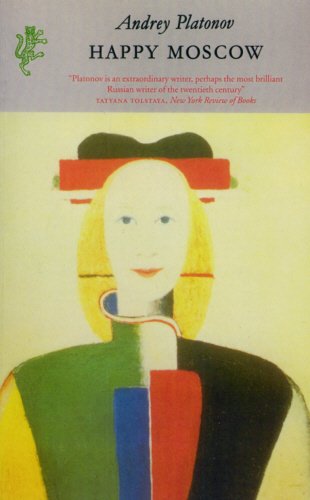 Andrey Platonov
HAPPY MOSCOW
"Platonov is an extraordinary writer, perhaps the most brilliant
Russian writer of the twentieth century"
TATYANA TOLSTAYA, New York Review of Books